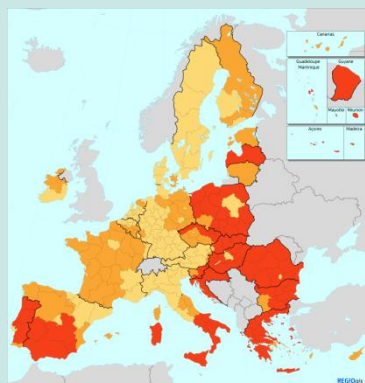 Canarias
Guadeloupe
Martinique
Guyane
Mayotte
Réunion
Açores
Madeira
REGIOgis